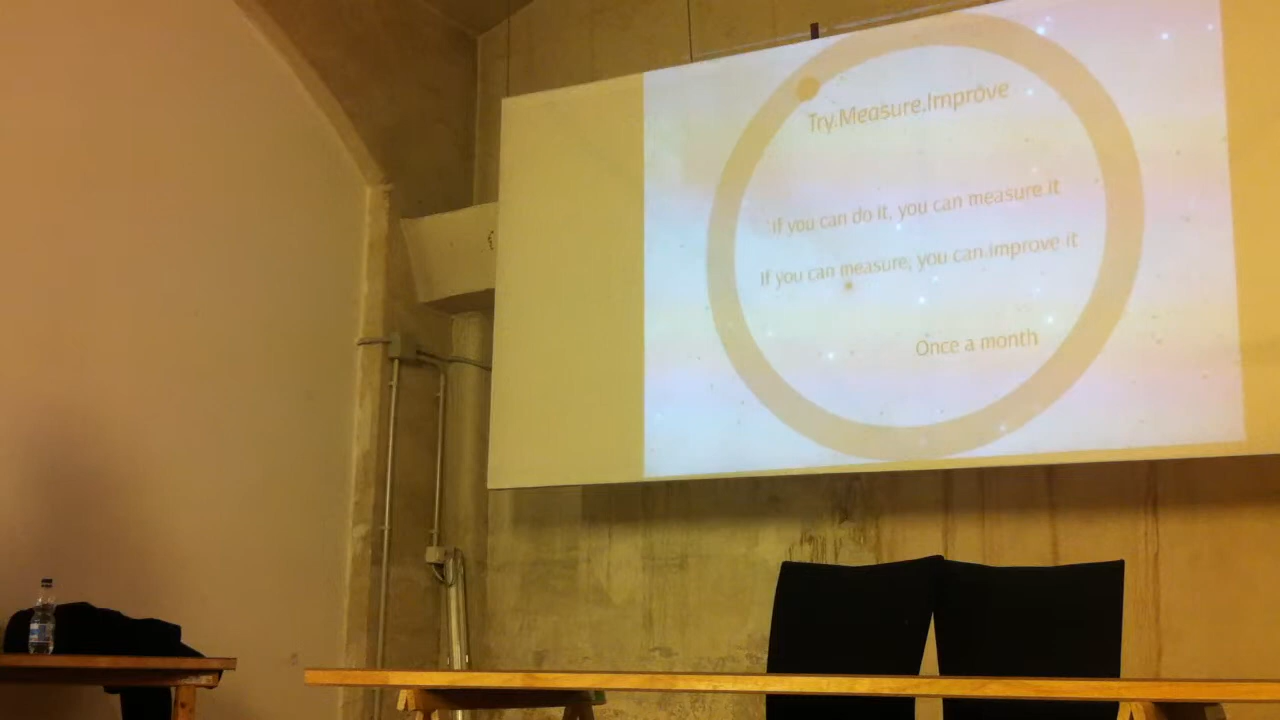 Try.Measure.Improve
If you can do it, you can measure it
If you can measure, you can improve it
Once a month